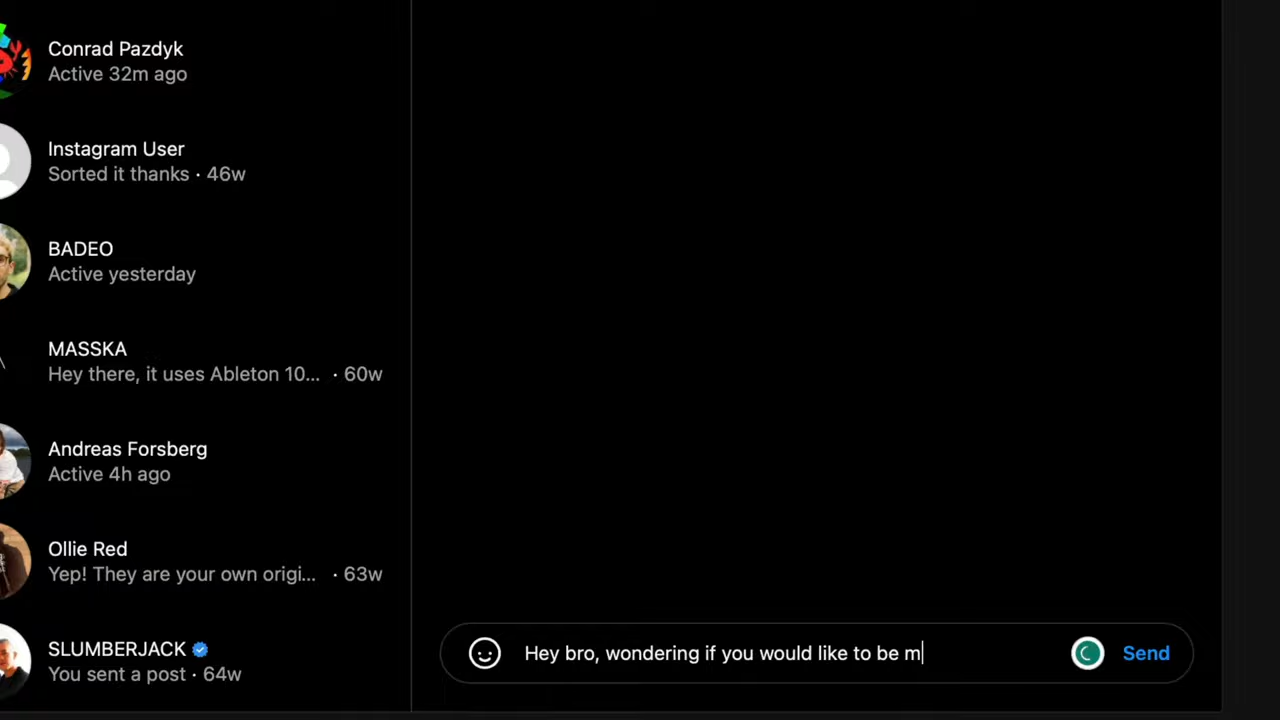 Conrad Pazdyk
Active 32m ago
Instagram User
Sorted it thanks · 46w
BADEO
Active yesterday
MASSKA
Hey there, it uses Ableton 10... · 60w
Andreas Forsberg
Active 4h ago
Ollie Red
Yep! They are your own origi... · 63w
SLUMBERJACK
You sent a post · 64w
Hey bro, wondering if you would like to be m
Send